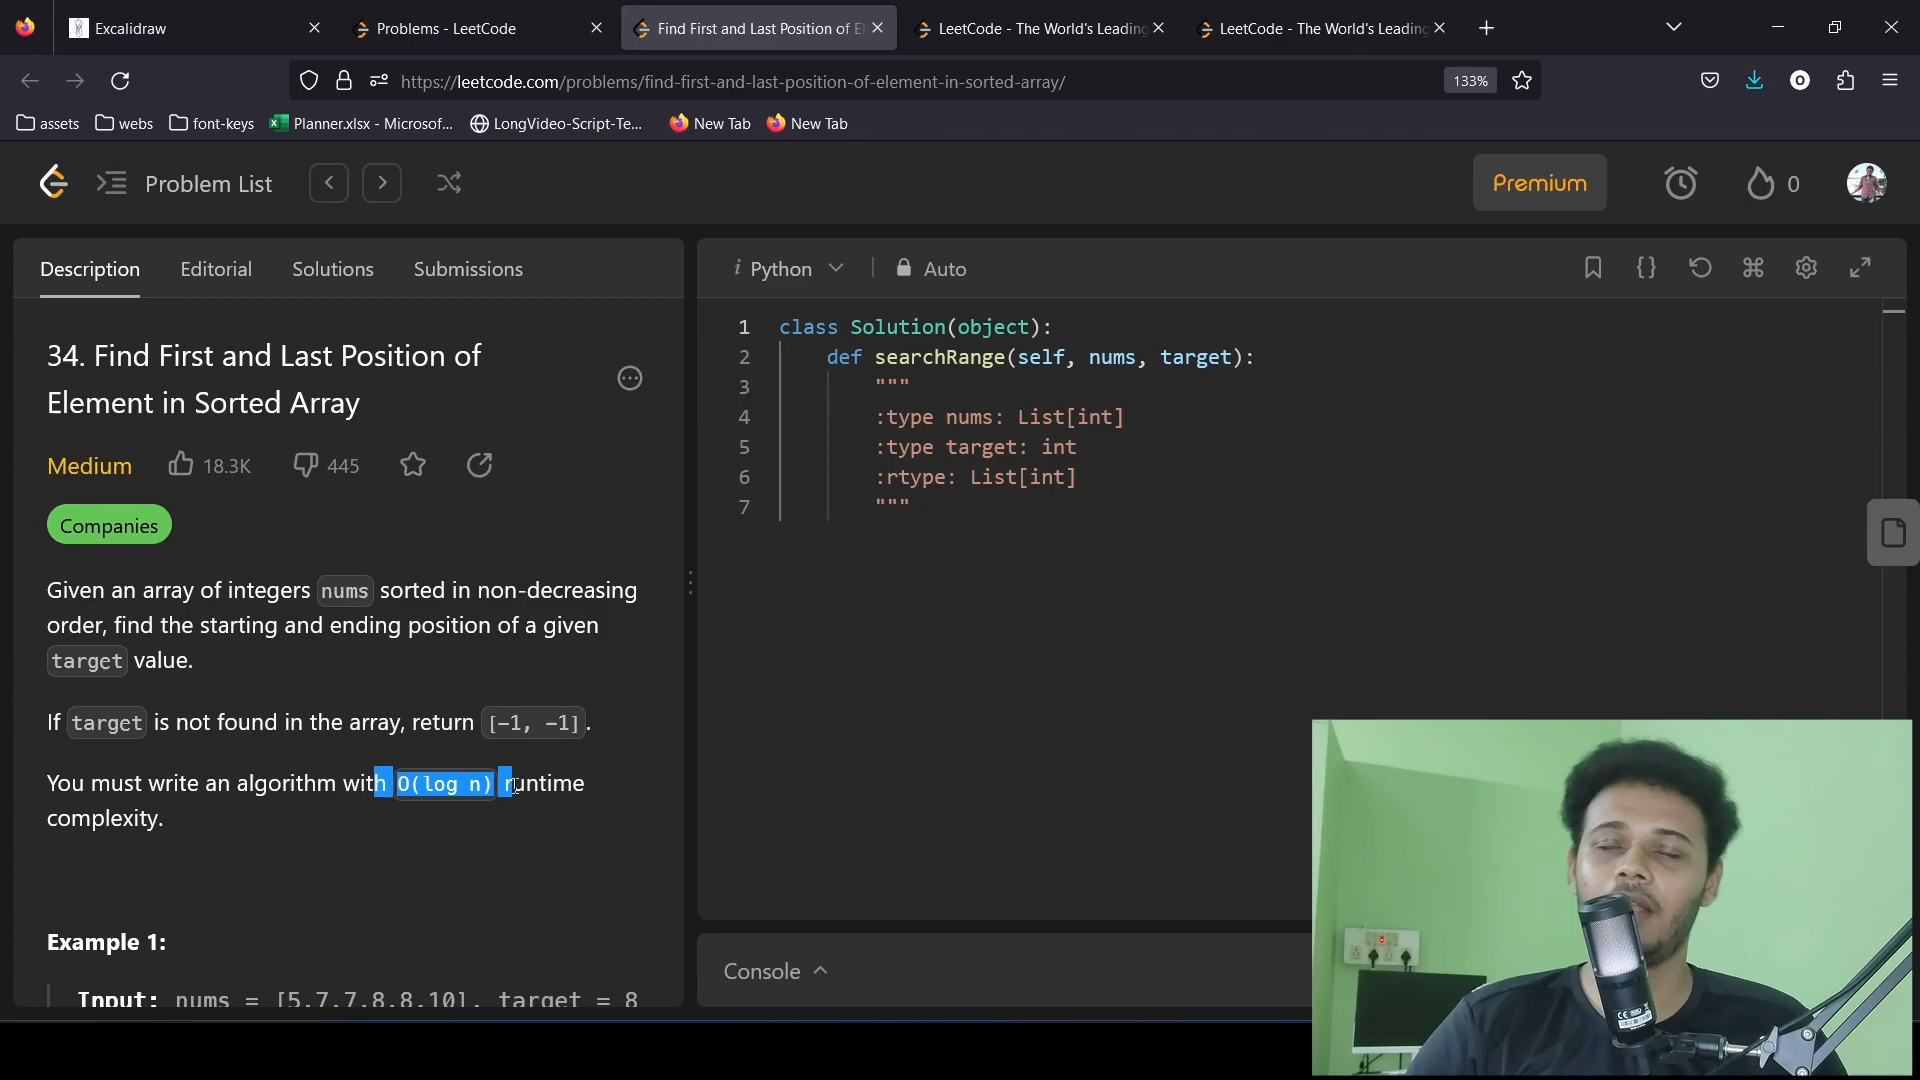 Excalidraw
Problems - LeetCode
Find First and Last Position of El
LeetCode - The World's Leading
LeetCode - The World's Leading
https://leetcode.com/problems/find-first-and-last-position-of-element-in-sorted-array/
133%
assets
webs
font-keys
Planner.xlsx - Microsof...
LongVideo-Script-Te...
New Tab
New Tab
Problem List
Premium
0
Description
Editorial
Solutions
Submissions
34. Find First and Last Position of
Element in Sorted Array
Medium
18.3K
445
Companies
Given an array of integers nums sorted in non-decreasing
order, find the starting and ending position of a given
target value.
If target is not found in the array, return [-1, -1].
You must write an algorithm with O(log n) runtime
complexity.
Example 1:
Input: nums = [5,7,7,8,8,10], target = 8
i Python
Auto
1 class Solution(object):
2 def searchRange(self, nums, target):
3 """
4 :type nums: List[int]
5 :type target: int
6 :rtype: List[int]
7 """
Console